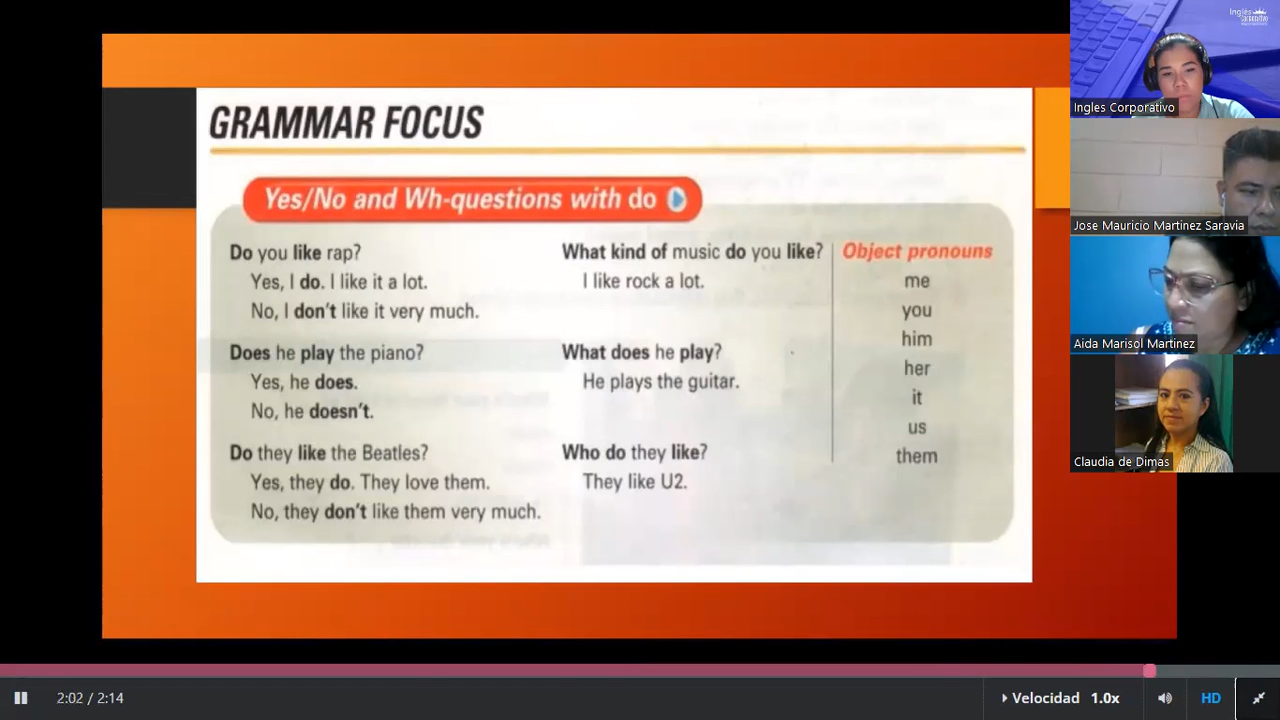 GRAMMAR FOCUS
Yes/No and Wh-questions with do
Do you like rap?
Yes, I do. I like it a lot.
No, I don't like it very much.
Does he play the piano?
Yes, he does.
No, he doesn't.
Do they like the Beatles?
Yes, they do. They love them.
No, they don't like them very much.
What kind of music do you like?
I like rock a lot.
What does he play?
He plays the guitar.
Who do they like?
They like U2.
Object pronouns
me
you
him
her
it
us
them
Inglés
Ingles Corporativo
Jose Mauricio Martinez Saravia
Aida Marisol Martinez
Claudia de Dimas
2:02 / 2:14
Velocidad 1.0x
HD